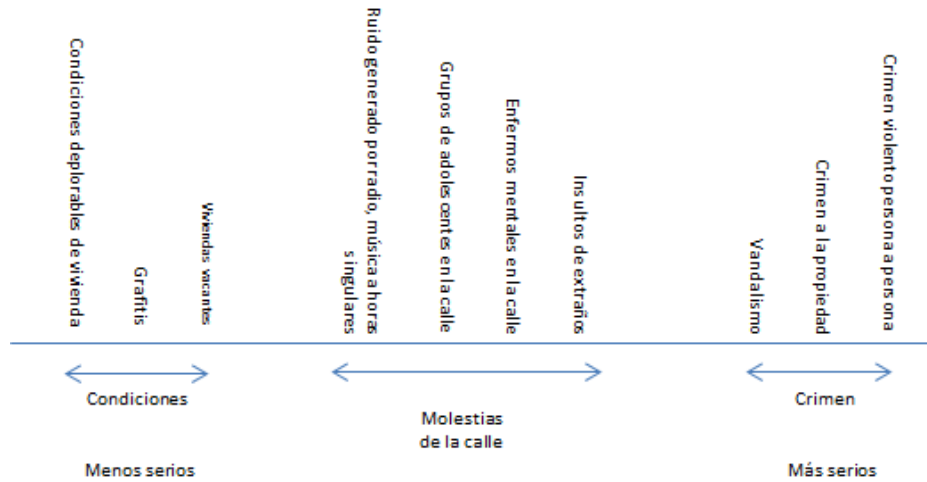 Condiciones deplorables de vivienda
Grafitis
Viviendas vacantes
Ruido generado por radio, música a horas
singulares
Grupos de adolescentes en la calle
Enfermos mentales en la calle
Insultos de extraños
Vandalismo
Crimen a la propiedad
Crimen violento persona a persona
Condiciones
Molestias
de la calle
Crimen
Menos serios
Más serios